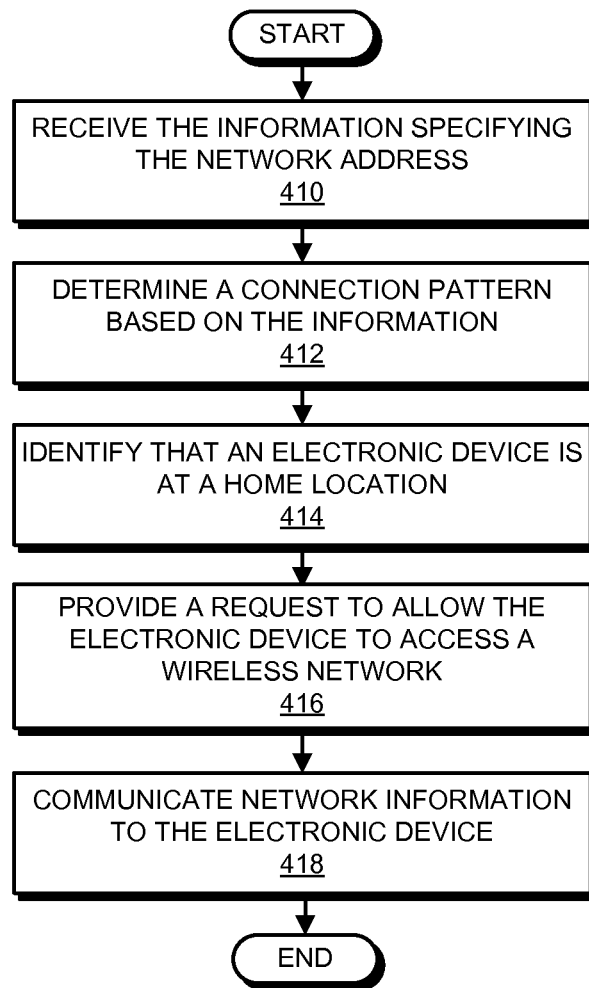 START
RECEIVE THE INFORMATION SPECIFYING
THE NETWORK ADDRESS
410
DETERMINE A CONNECTION PATTERN
BASED ON THE INFORMATION
412
IDENTIFY THAT AN ELECTRONIC DEVICE IS
AT A HOME LOCATION
414
PROVIDE A REQUEST TO ALLOW THE
ELECTRONIC DEVICE TO ACCESS A
WIRELESS NETWORK
416
COMMUNICATE NETWORK INFORMATION
TO THE ELECTRONIC DEVICE
418
END